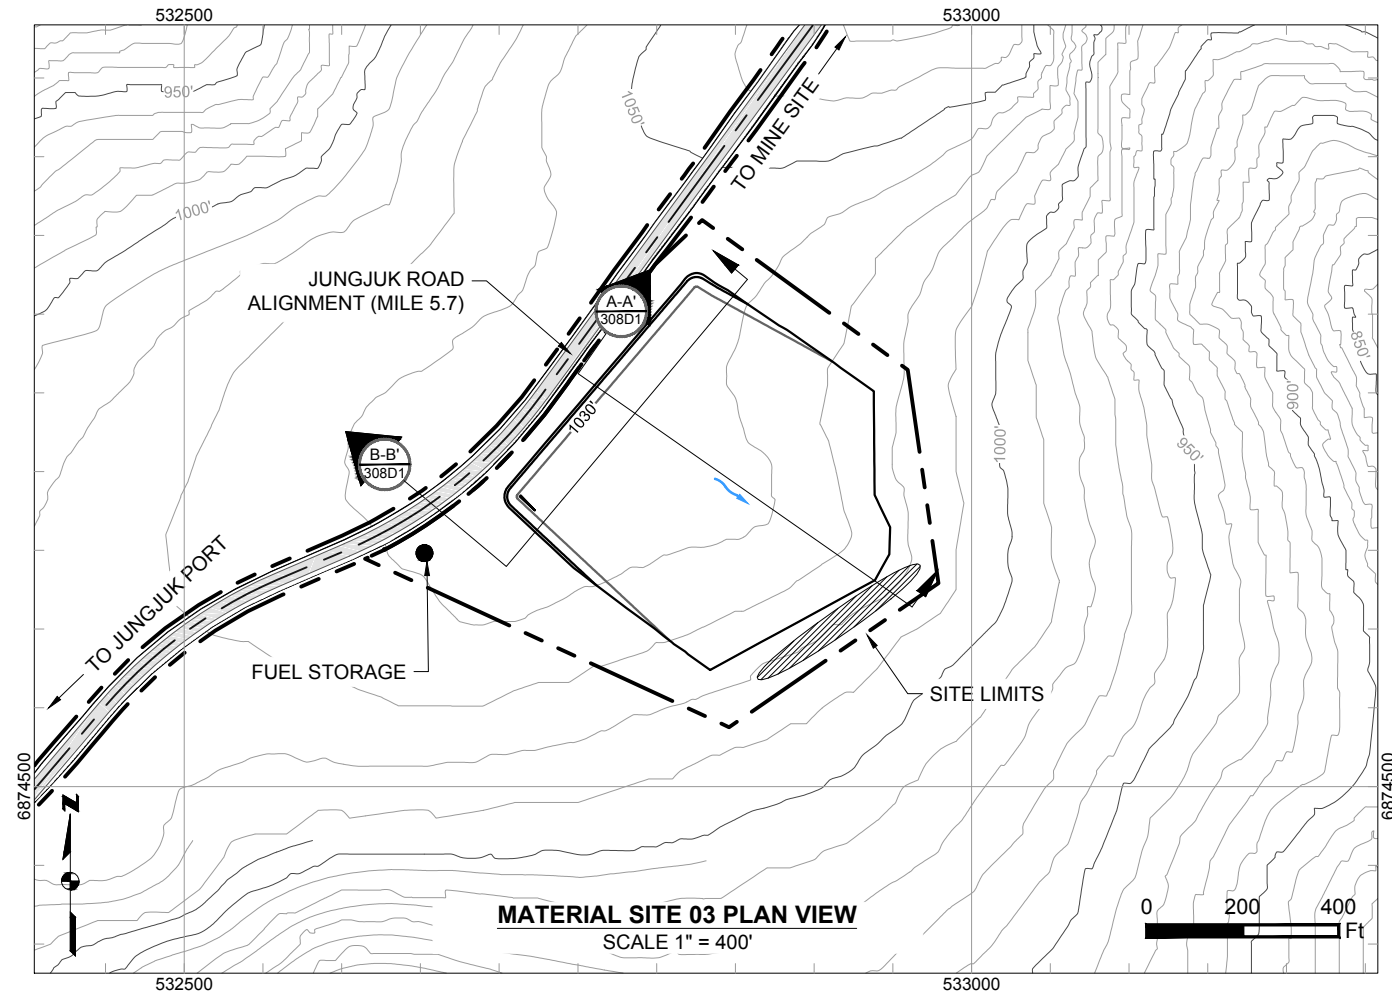 532500
533000
950'
1050'
TO MINE SITE
1000'
JUNGJUK ROAD
ALIGNMENT (MILE 5.7)
A-A'
308D1
850'
900'
1030'
1000'
950'
B-B'
308D1
TO JUNGJUK PORT
FUEL STORAGE
SITE LIMITS
6874500
6874500
N
MATERIAL SITE 03 PLAN VIEW
SCALE 1" = 400'
0 200 400
Ft
532500
533000